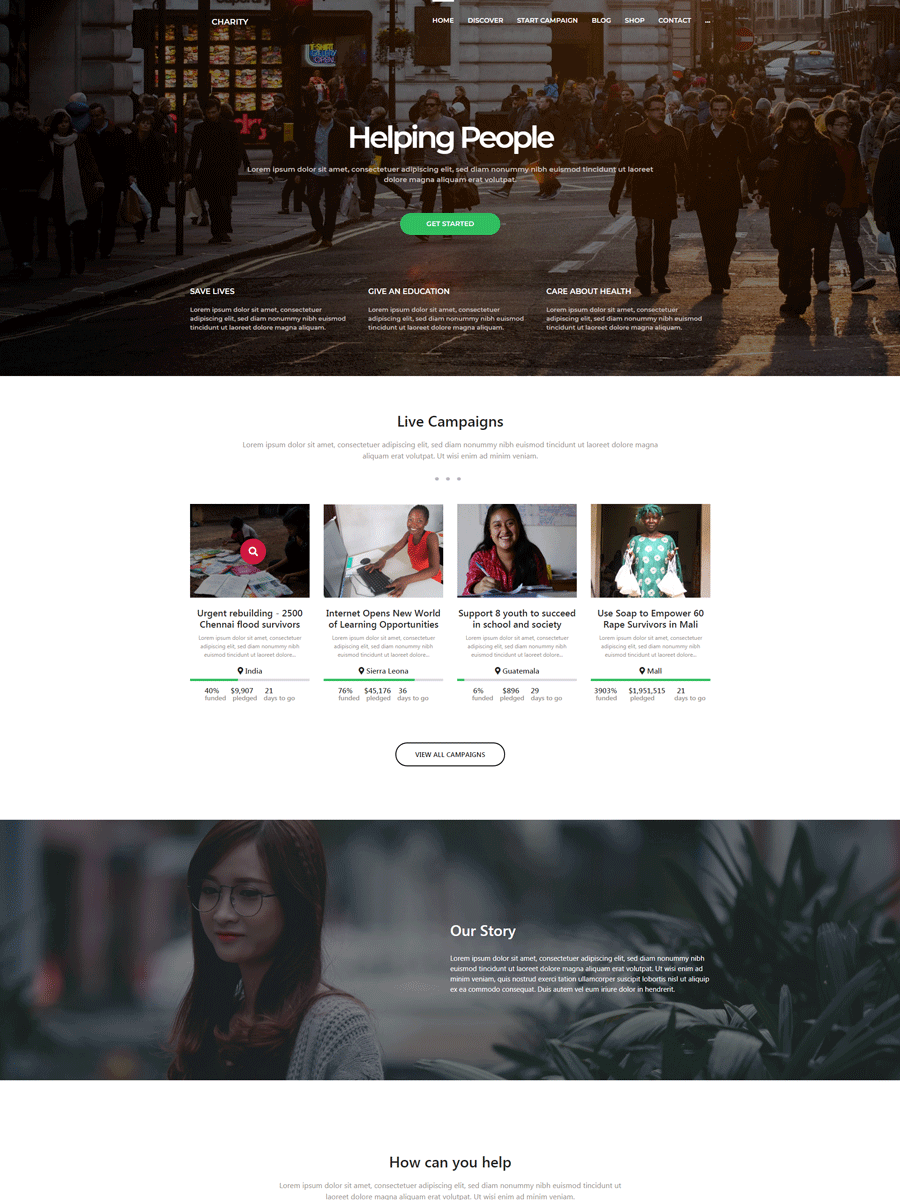 CHARITY
HOME DISCOVER START CAMPAIGN BLOG SHOP CONTACT ...
T-SHIRT
GALLERY
OPEN
Helping People
Lorem ipsum dolor sit amet, consectetuer adipiscing elit, sed diam nonummy nibh euismod tincidunt ut laoreet
dolore magna aliquam erat volutpat.
GET STARTED
SAVE LIVES
Lorem ipsum dolor sit amet, consectetuer
adipiscing elit, sed diam nonummy nibh euismod
tincidunt ut laoreet dolore magna aliquam.
GIVE AN EDUCATION
Lorem ipsum dolor sit amet, consectetuer
adipiscing elit, sed diam nonummy nibh euismod
tincidunt ut laoreet dolore magna aliquam.
CARE ABOUT HEALTH
Lorem ipsum dolor sit amet, consectetuer
adipiscing elit, sed diam nonummy nibh euismod
tincidunt ut laoreet dolore magna aliquam.
Live Campaigns
Lorem ipsum dolor sit amet, consectetuer adipiscing elit, sed diam nonummy nibh euismod tincidunt ut laoreet dolore magna
aliquam erat volutpat. Ut wisi enim ad minim veniam.
Urgent rebuilding - 2500
Chennai flood survivors
Lorem ipsum dolor sit amet, consectetuer
adipiscing elit, sed diam nonummy nibh
euismod tincidunt ut laoreet dolore...
India
40% $9,907 21
funded pledged days to go
Internet Opens New World
of Learning Opportunities
Lorem ipsum dolor sit amet, consectetuer
adipiscing elit, sed diam nonummy nibh
euismod tincidunt ut laoreet dolore...
Sierra Leona
76% $45,176 36
funded pledged days to go
Support 8 youth to succeed
in school and society
Lorem ipsum dolor sit amet, consectetuer
adipiscing elit, sed diam nonummy nibh
euismod tincidunt ut laoreet dolore...
Guatemala
6% $896 29
funded pledged days to go
Use Soap to Empower 60
Rape Survivors in Mali
Lorem ipsum dolor sit amet, consectetuer
adipiscing elit, sed diam nonummy nibh
euismod tincidunt ut laoreet dolore...
Mall
3903% $1,951,515 21
funded pledged days to go
VIEW ALL CAMPAIGNS
Our Story
Lorem ipsum dolor sit amet, consectetuer adipiscing elit, sed diam nonummy nibh
euismod tincidunt ut laoreet dolore magna aliquam erat volutpat. Ut wisi enim ad
minim veniam, quis nostrud exerci tation ullamcorper suscipit lobortis nisl ut aliquip
ex ea commodo consequat. Duis autem vel eum iriure dolor in hendrerit.
How can you help
Lorem ipsum dolor sit amet, consectetuer adipiscing elit, sed diam nonummy nibh euismod tincidunt ut
laoreet dolore magna aliquam erat volutpat. Ut wisi enim ad minim veniam.